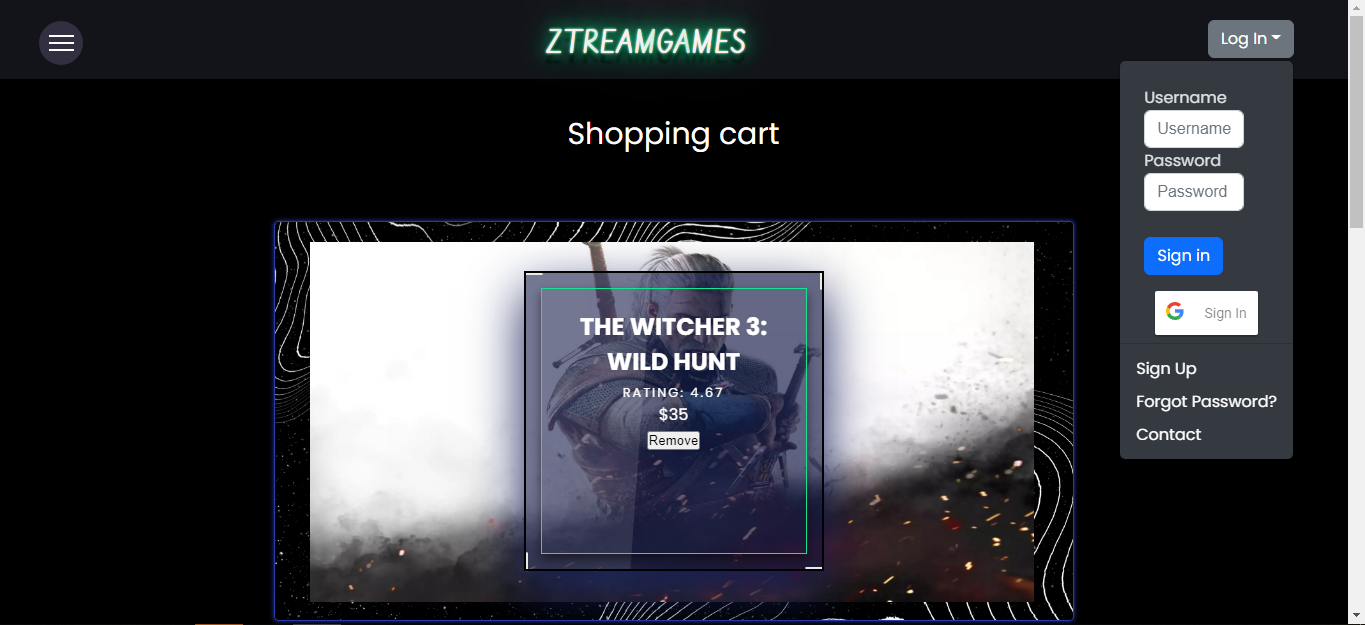 ZTREAMGAMES
Log In
Shopping cart
Username
Username
Password
Password
Sign in
Sign In
Sign Up
Forgot Password?
Contact
THE WITCHER 3:
WILD HUNT
RATING: 4.67
$35
Remove